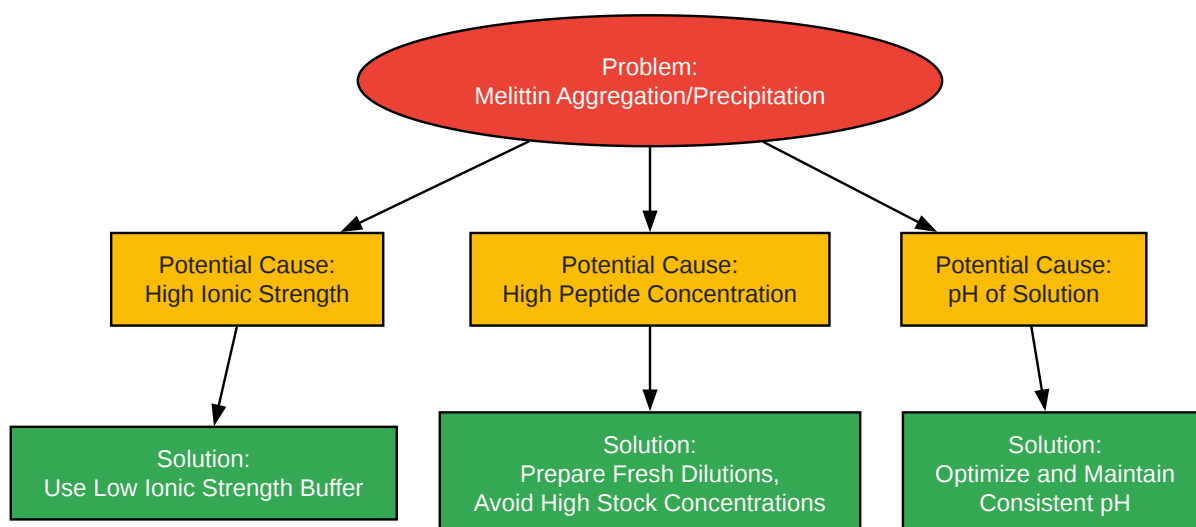 Problem:
Melittin Aggregation/Precipitation
Potential Cause:
High Ionic Strength
Potential Cause:
High Peptide Concentration
Potential Cause:
pH of Solution
Solution:
Use Low Ionic Strength Buffer
Solution:
Prepare Fresh Dilutions,
Avoid High Stock Concentrations
Solution:
Optimize and Maintain
Consistent pH